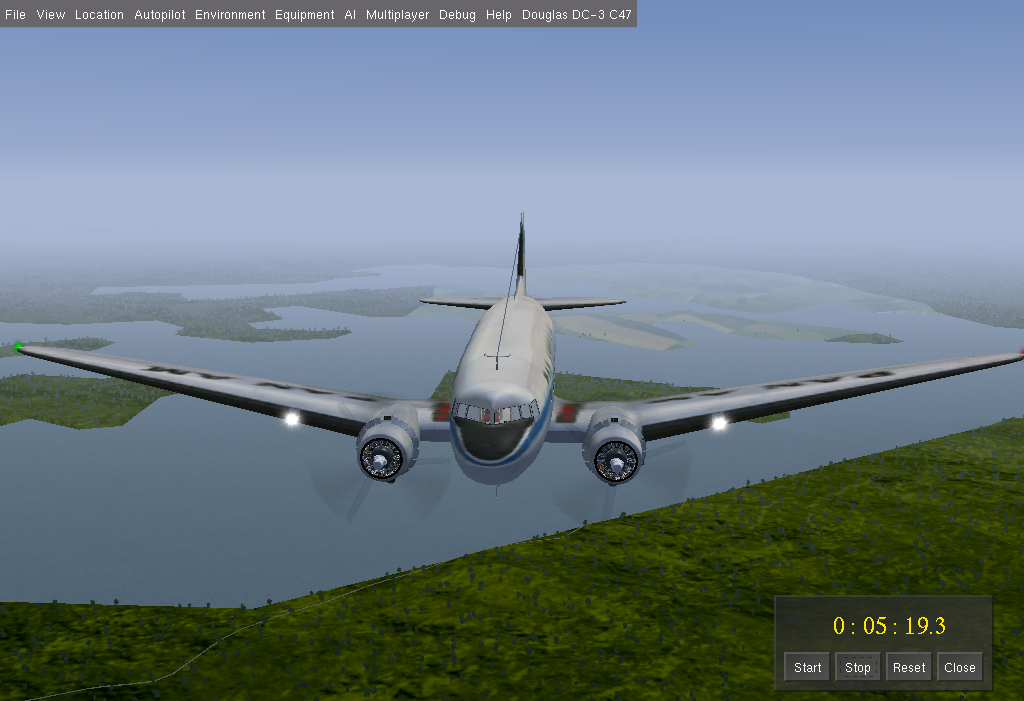 File View Location Autopilot Environment Equipment AI Multiplayer Debug Help Douglas DC-3 C47
0 : 05 : 19.3
Start Stop Reset Close